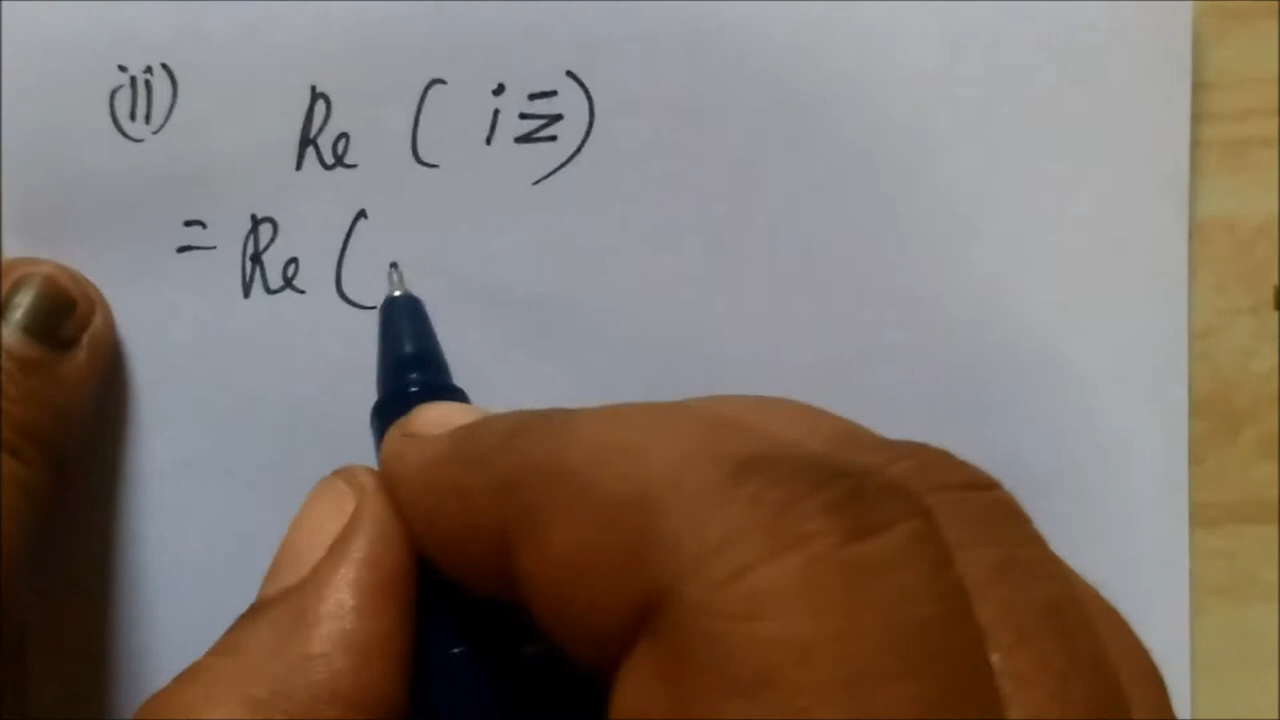 (ii) Re ( i z̄ )
= Re (